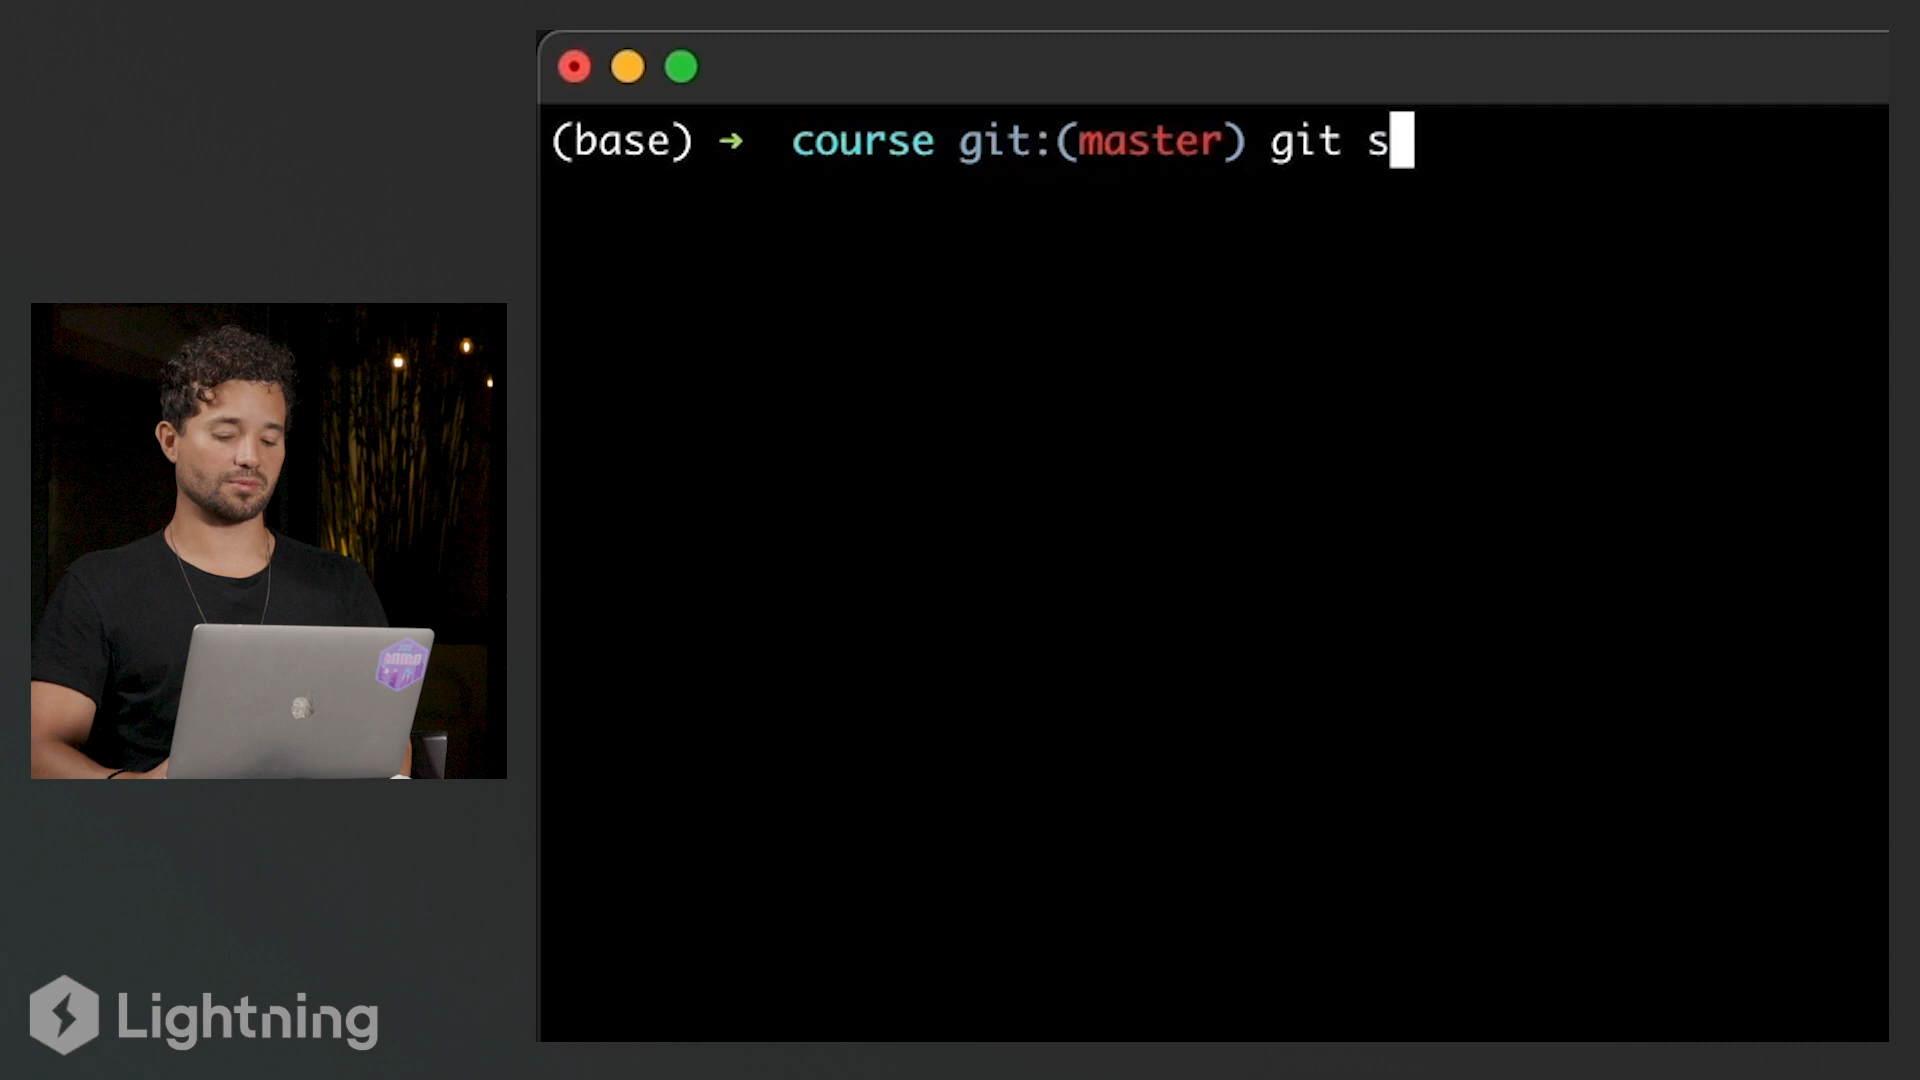 (base) ➜ course git:(master) git s
Lightning